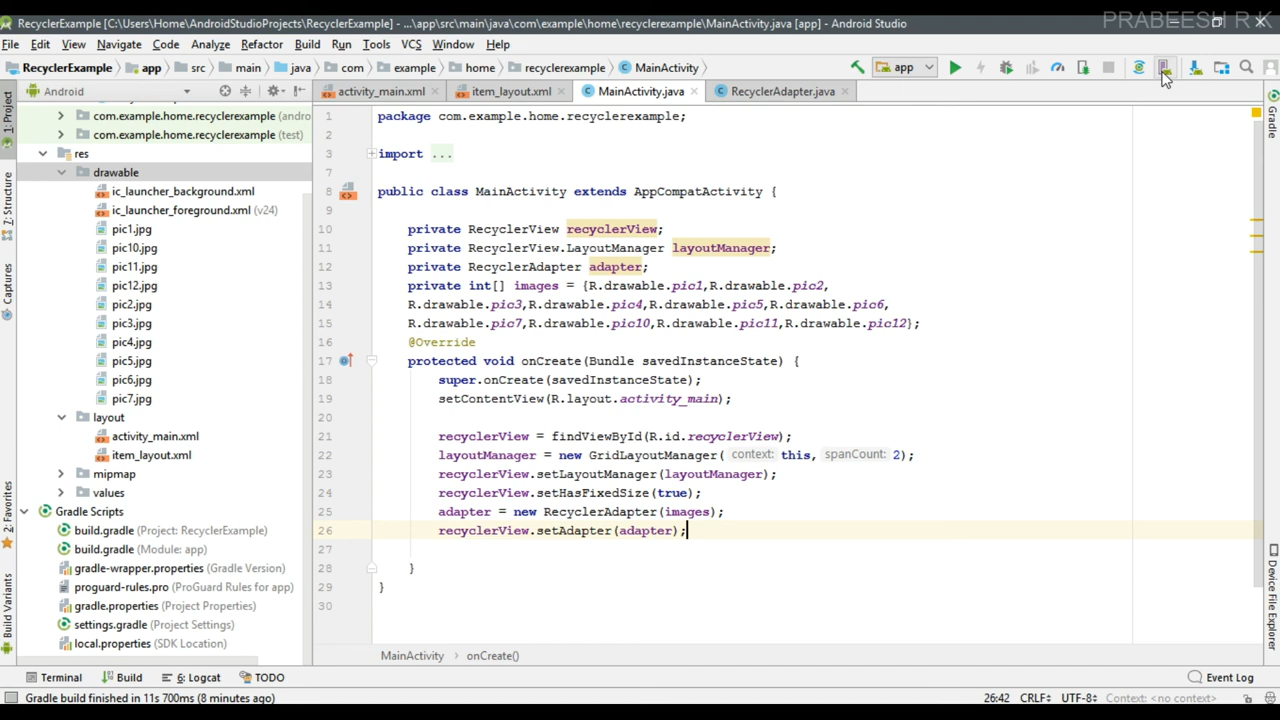 RecyclerExample [C:\Users\Home\AndroidStudioProjects\RecyclerExample] - ...\app\src\main\java\com\example\home\recyclerexample\MainActivity.java [app] - Android Studio
PRABEESH R K
File Edit View Navigate Code Analyze Refactor Build Run Tools VCS Window Help
RecyclerExample app src main java com example home recyclerexample MainActivity app
Android activity_main.xml item_layout.xml MainActivity.java RecyclerAdapter.java
1: Project
7: Structure
Captures
2: Favorites
Build Variants
com.example.home.recyclerexample (andro
com.example.home.recyclerexample (test)
res
drawable
ic_launcher_background.xml
ic_launcher_foreground.xml (v24)
pic1.jpg
pic10.jpg
pic11.jpg
pic12.jpg
pic2.jpg
pic3.jpg
pic4.jpg
pic5.jpg
pic6.jpg
pic7.jpg
layout
activity_main.xml
item_layout.xml
mipmap
values
Gradle Scripts
build.gradle (Project: RecyclerExample)
build.gradle (Module: app)
gradle-wrapper.properties (Gradle Version)
proguard-rules.pro (ProGuard Rules for app)
gradle.properties (Project Properties)
settings.gradle (Project Settings)
local.properties (SDK Location)
1 package com.example.home.recyclerexample;
2
3 import ...
7
8 public class MainActivity extends AppCompatActivity {
9
10 private RecyclerView recyclerView;
11 private RecyclerView.LayoutManager layoutManager;
12 private RecyclerAdapter adapter;
13 private int[] images = {R.drawable.pic1,R.drawable.pic2,
14 R.drawable.pic3,R.drawable.pic4,R.drawable.pic5,R.drawable.pic6,
15 R.drawable.pic7,R.drawable.pic10,R.drawable.pic11,R.drawable.pic12};
16 @Override
17 protected void onCreate(Bundle savedInstanceState) {
18 super.onCreate(savedInstanceState);
19 setContentView(R.layout.activity_main);
20
21 recyclerView = findViewById(R.id.recyclerView);
22 layoutManager = new GridLayoutManager( context: this, spanCount: 2);
23 recyclerView.setLayoutManager(layoutManager);
24 recyclerView.setHasFixedSize(true);
25 adapter = new RecyclerAdapter(images);
26 recyclerView.setAdapter(adapter);
27
28 }
29 }
30
Gradle
Device File Explorer
MainActivity › onCreate()
Terminal Build 6: Logcat TODO Event Log
Gradle build finished in 11s 700ms (8 minutes ago) 26:42 CRLF UTF-8 Context: <no context>